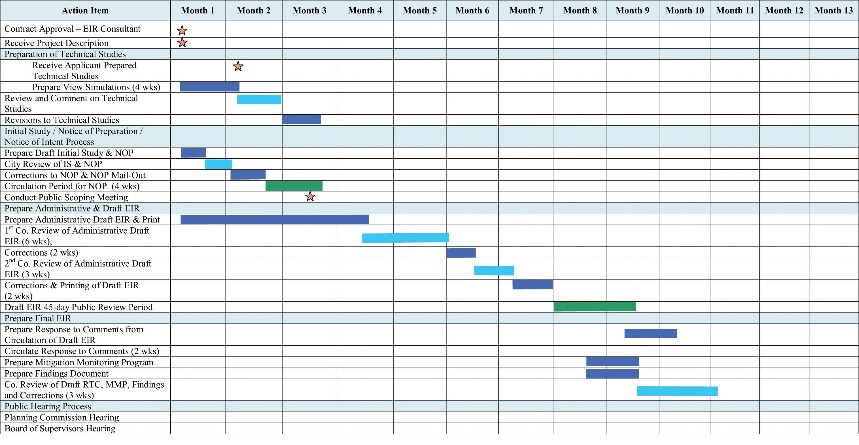 Action Item Month 1 Month 2 Month 3 Month 4 Month 5 Month 6 Month 7 Month 8 Month 9 Month 10 Month 11 Month 12 Month 13
Contract Approval – EIR Consultant
Receive Project Description
Preparation of Technical Studies
Receive Applicant Prepared
Technical Studies
Prepare View Simulations (4 wks)
Review and Comment on Technical
Studies
Revisions to Technical Studies
Initial Study / Notice of Preparation /
Notice of Intent Process
Prepare Draft Initial Study & NOP
City Review of IS & NOP
Corrections to NOP & NOP Mail-Out
Circulation Period for NOP (4 wks)
Conduct Public Scoping Meeting
Prepare Administrative & Draft EIR
Prepare Administrative Draft EIR & Print
1st Co. Review of Administrative Draft
EIR (6 wks),
Corrections (2 wks)
2nd Co. Review of Administrative Draft
EIR (3 wks)
Corrections & Printing of Draft EIR
(2 wks)
Draft EIR 45-day Public Review Period
Prepare Final EIR
Prepare Response to Comments from
Circulation of Draft EIR
Circulate Response to Comments (2 wks)
Prepare Mitigation Monitoring Program
Prepare Findings Document
Co. Review of Draft RTC, MMP, Findings
and Corrections (3 wks)
Public Hearing Process
Planning Commission Hearing
Board of Supervisors Hearing